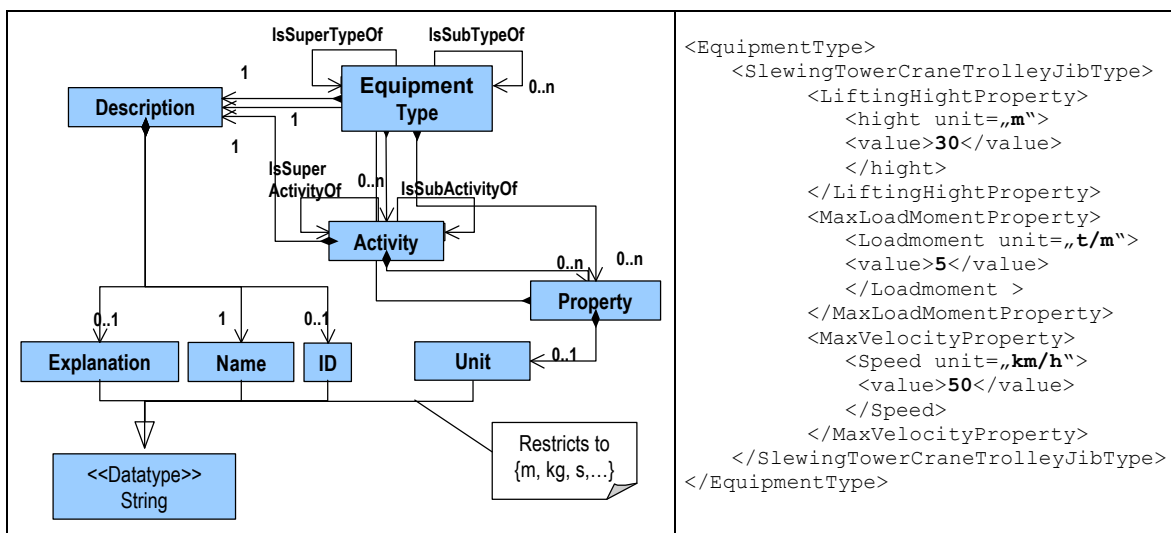 IsSuperTypeOf
IsSubTypeOf
1
Equipment
Type
0..n
Description
1
1
IsSuper
ActivityOf
0..n
IsSubActivityOf
Activity
0..n
0..n
Property
0..1
1
0..1
0..1
Explanation
Name
ID
Unit
Restricts to
{m, kg, s,...}
<<Datatype>>
String
<EquipmentType>
<SlewingTowerCraneTrolleyJibType>
<LiftingHightProperty>
<hight unit=„m“>
<value>30</value>
</hight>
</LiftingHightProperty>
<MaxLoadMomentProperty>
<Loadmoment unit=„t/m“>
<value>5</value>
</Loadmoment >
</MaxLoadMomentProperty>
<MaxVelocityProperty>
<Speed unit=„km/h“>
<value>50</value>
</Speed>
</MaxVelocityProperty>
</SlewingTowerCraneTrolleyJibType>
</EquipmentType>